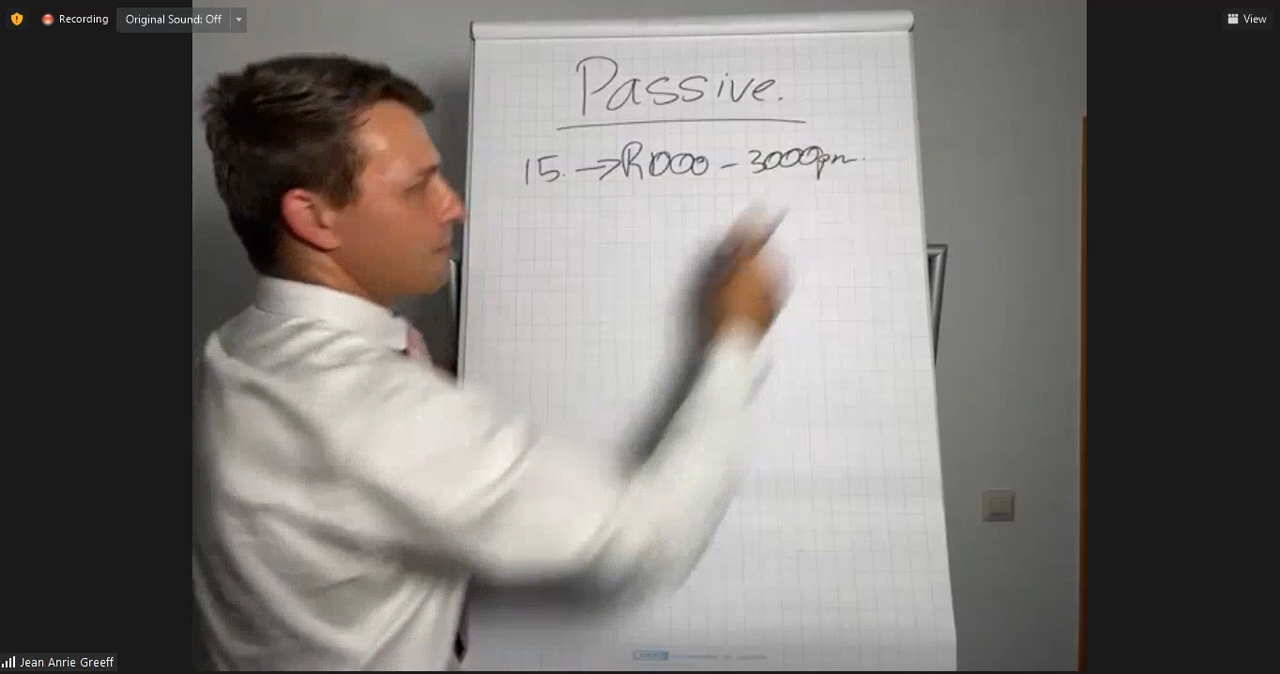 Recording
Original Sound: Off
View
Passive.
15. → R1000 - 3000pm.
Jean Anrie Greeff